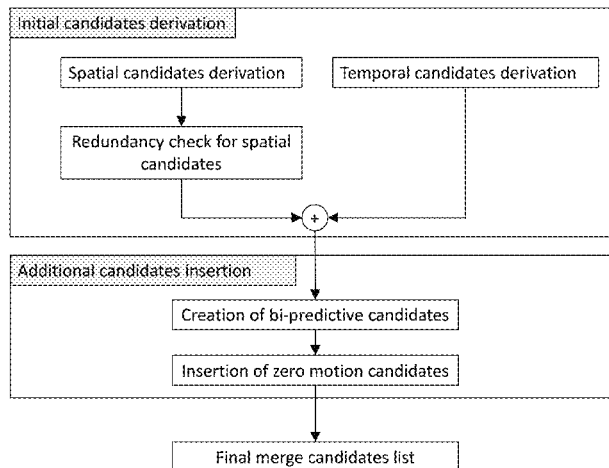 Initial candidates derivation
Spatial candidates derivation
Temporal candidates derivation
Redundancy check for spatial
candidates
+
Additional candidates insertion
Creation of bi-predictive candidates
Insertion of zero motion candidates
Final merge candidates list